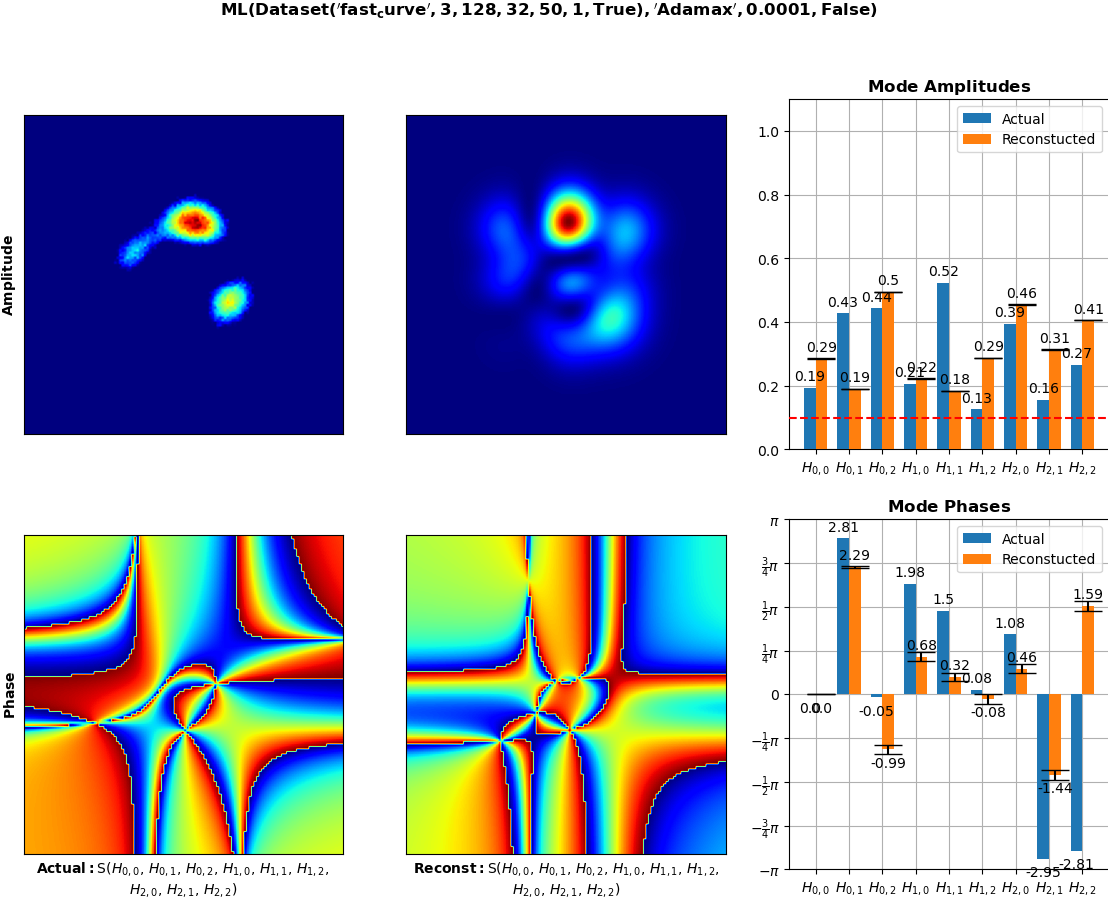 ML(Dataset('fast_curve', 3, 128, 32, 50, 1, True), 'Adamax', 0.0001, False)
Amplitude
Mode Amplitudes
Actual
Reconstucted
1.0
0.8
0.6
0.4
0.2
0.0
0.19
0.29
0.43
0.19
0.44
0.5
0.21
0.22
0.52
0.18
0.13
0.29
0.39
0.46
0.16
0.31
0.27
0.41
H0,0 H0,1 H0,2 H1,0 H1,1 H1,2 H2,0 H2,1 H2,2
Phase
Actual: S(H0,0, H0,1, H0,2, H1,0, H1,1, H1,2,
H2,0, H2,1, H2,2)
Reconst: S(H0,0, H0,1, H0,2, H1,0, H1,1, H1,2,
H2,0, H2,1, H2,2)
Mode Phases
Actual
Reconstucted
π
3/4π
1/2π
1/4π
0
−1/4π
−1/2π
−3/4π
−π
0.0
0.0
2.81
2.29
-0.05
-0.99
1.98
0.68
1.5
0.32
0.08
-0.08
1.08
0.46
-2.95
-1.44
-2.81
1.59
H0,0 H0,1 H0,2 H1,0 H1,1 H1,2 H2,0 H2,1 H2,2